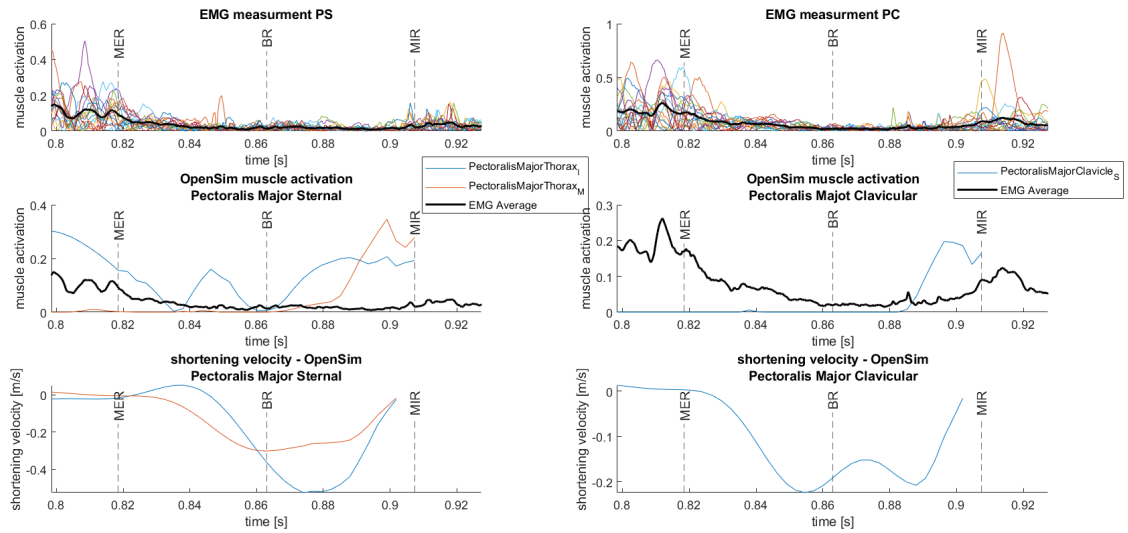 EMG measurment PS
muscle activation
0.6
0.4
0.2
0
MER
BR
MIR
0.8 0.82 0.84 0.86 0.88 0.9 0.92
time [s]
EMG measurment PC
muscle activation
1
0.5
0
MER
BR
MIR
0.8 0.82 0.84 0.86 0.88 0.9 0.92
time [s]
OpenSim muscle activation
Pectoralis Major Sternal
PectoralisMajorThorax_I
PectoralisMajorThorax_M
EMG Average
muscle activation
0.4
0.2
0
MER
BR
MIR
0.8 0.82 0.84 0.86 0.88 0.9 0.92
time [s]
OpenSim muscle activation
Pectoralis Majot Clavicular
PectoralisMajorClavicle_S
EMG Average
muscle activation
0.3
0.2
0.1
0
MER
BR
MIR
0.8 0.82 0.84 0.86 0.88 0.9 0.92
time [s]
shortening velocity - OpenSim
Pectoralis Major Sternal
shortening velocity [m/s]
0
-0.2
-0.4
MER
BR
MIR
0.8 0.82 0.84 0.86 0.88 0.9 0.92
time [s]
shortening velocity - OpenSim
Pectoralis Major Clavicular
shortening velocity [m/s]
0
-0.1
-0.2
MER
BR
MIR
0.8 0.82 0.84 0.86 0.88 0.9 0.92
time [s]